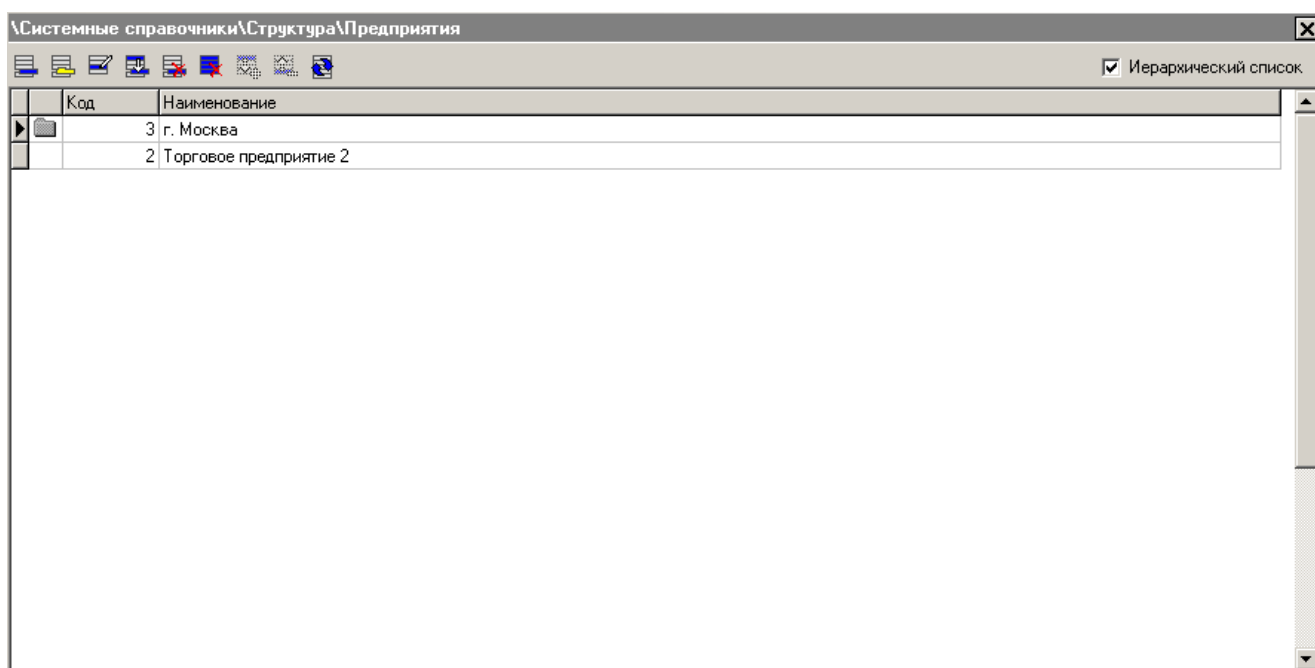 \Системные справочники\Структура\Предприятия
Иерархический список
Код Наименование
3 г. Москва
2 Торговое предприятие 2